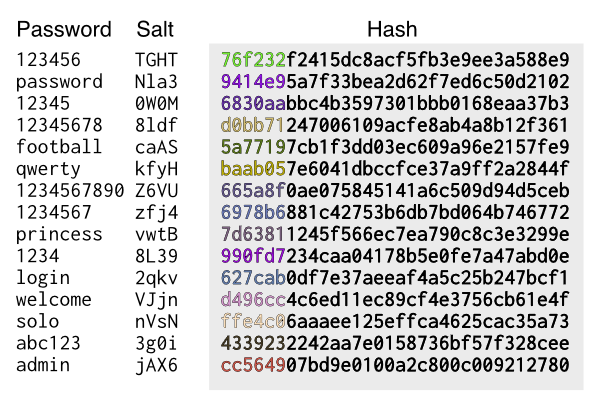 Password Salt Hash
123456 TGHT 76f232f2415dc8acf5fb3e9ee3a588e9
password Nla3 9414e95a7f33bea2d62f7ed6c50d2102
12345 0W0M 6830aabbc4b3597301bbb0168eaa37b3
12345678 8ldf d0bb71247006109acfe8ab4a8b12f361
football caAS 5a77197cb1f3dd03ec609a96e2157fe9
qwerty kfyH baab057e6041dbccfce37a9ff2a2844f
1234567890 Z6VU 665a8f0ae075845141a6c509d94d5ceb
1234567 zfj4 6978b6881c42753b6db7bd064b746772
princess vwtB 7d63811245f566ec7ea790c8c3e3299e
1234 8L39 990fd7234caa04178b5e0fe7a47abd0e
login 2qkv 627cab0df7e37aeeaf4a5c25b247bcf1
welcome VJjn d496cc4c6ed11ec89cf4e3756cb61e4f
solo nVsN ffe4c06aaaee125effca4625cac35a73
abc123 3g0i 4339232242aa7e0158736bf57f328cee
admin jAX6 cc564907bd9e0100a2c800c009212780